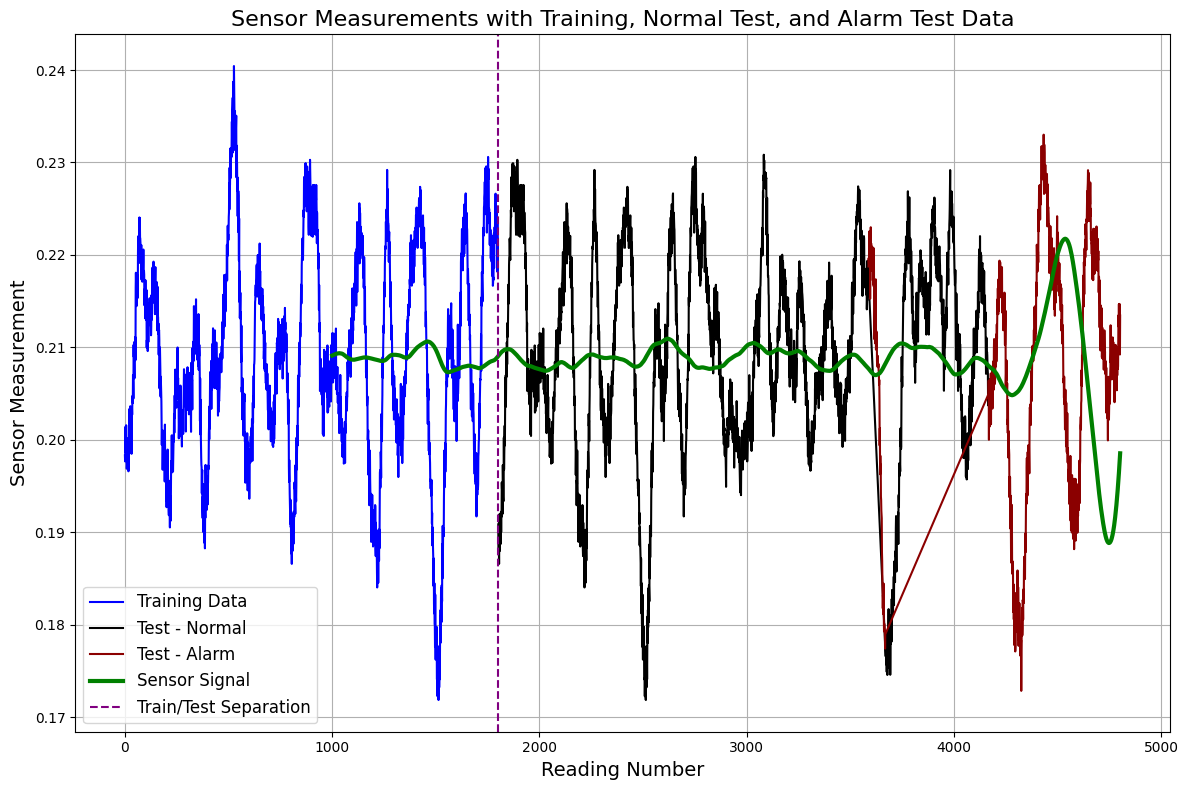 Sensor Measurements with Training, Normal Test, and Alarm Test Data
Sensor Measurement
0.24
0.23
0.22
0.21
0.20
0.19
0.18
0.17
Training Data
Test - Normal
Test - Alarm
Sensor Signal
Train/Test Separation
0
1000
2000
3000
4000
5000
Reading Number